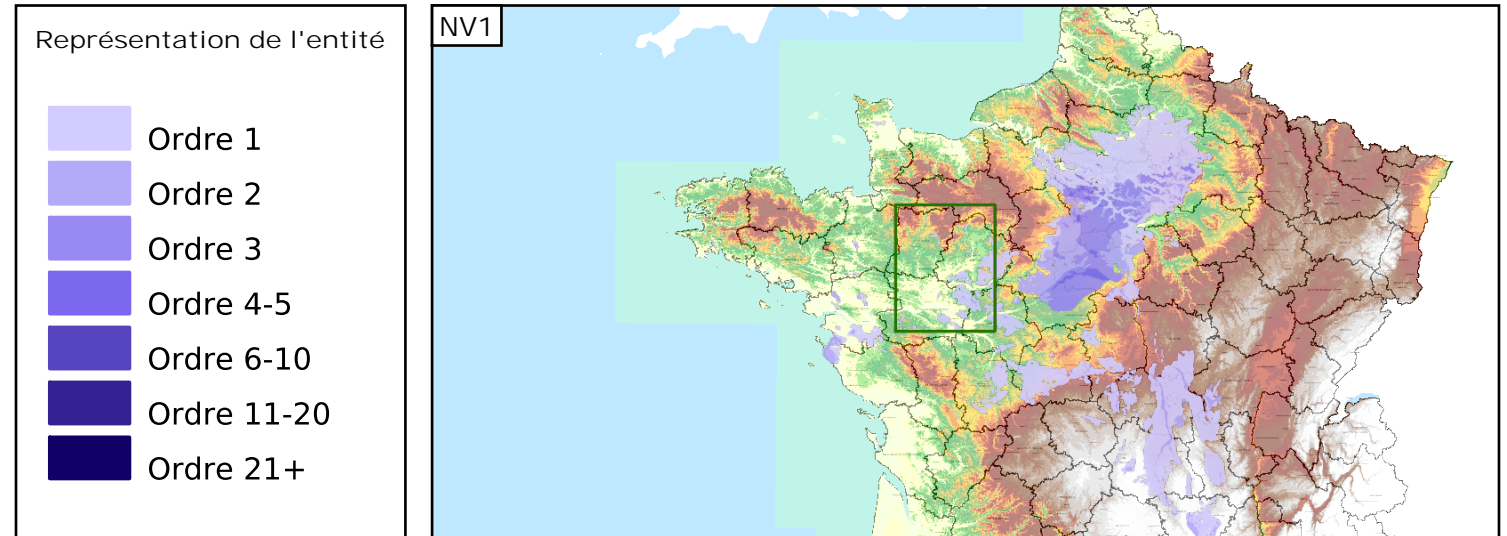 Représentation de l'entité
Ordre 1
Ordre 2
Ordre 3
Ordre 4-5
Ordre 6-10
Ordre 11-20
Ordre 21+
NV1